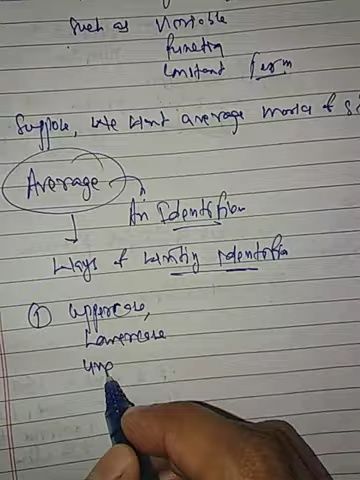 such as Variable
function
constant term
Suppose, we want average marks of
Average
An Identifier
Ways of writing Identifier
① Uppercase,
Lowercase
Un